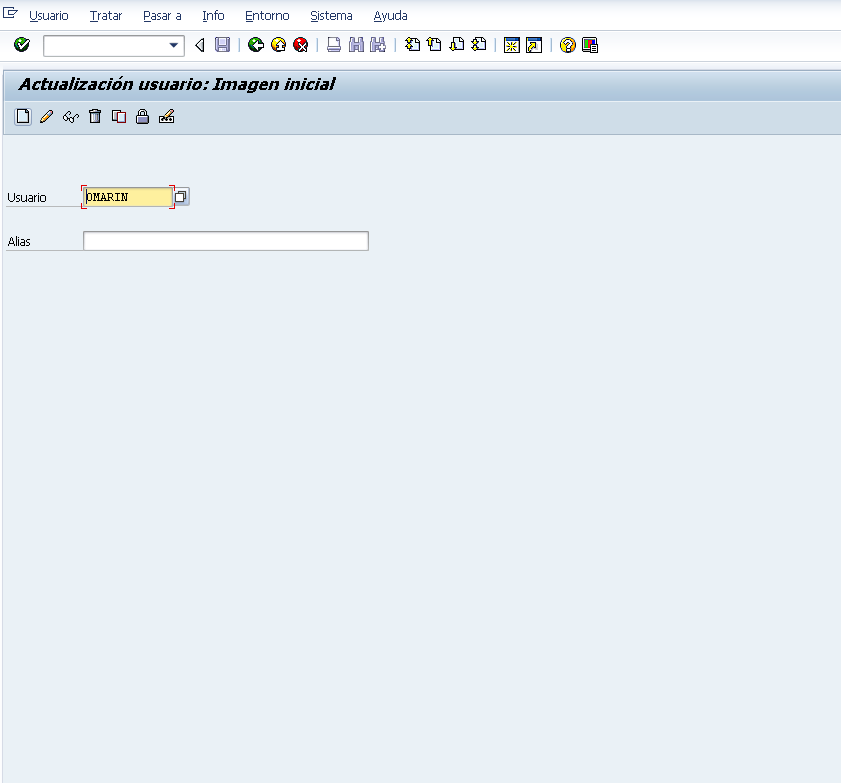 Usuario Tratar Pasar a Info Entorno Sistema Ayuda
Actualización usuario: Imagen inicial
Usuario OMARIN
Alias